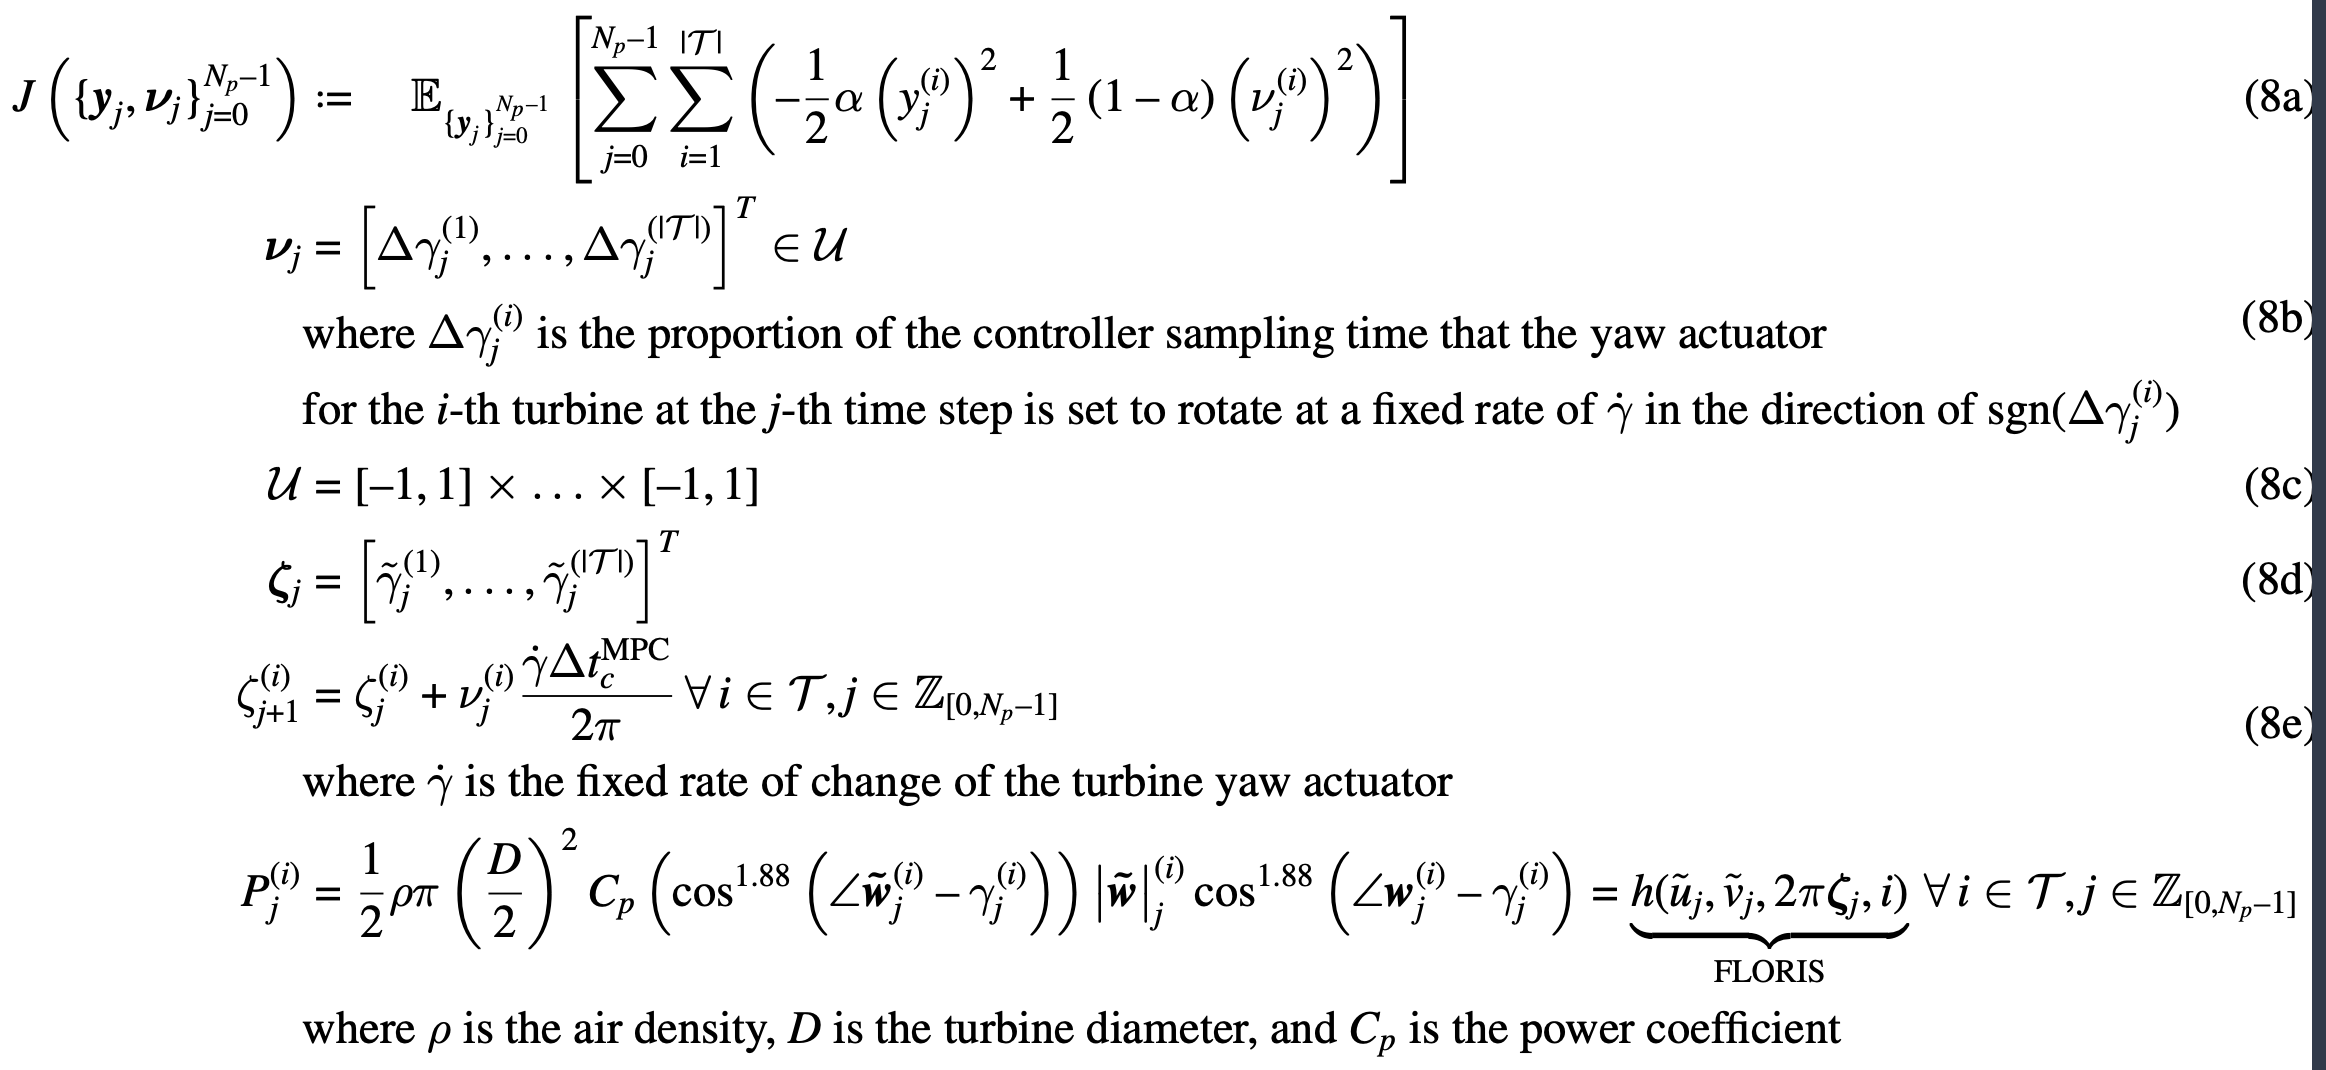 J({𝒚_j, 𝝂_j}_{j=0}^{N_p−1}) := 𝔼_{{𝒚_j}_{j=0}^{N_p−1}} [∑_{j=0}^{N_p−1} ∑_{i=1}^{|𝒯|} (−\frac{1}{2}α (y_j^{(i)})^2 + \frac{1}{2}(1 − α)(ν_j^{(i)})^2)] (8a)
𝝂_j = [Δγ_j^{(1)}, . . . , Δγ_j^{(|𝒯|)}]^T ∈ 𝒰
where Δγ_j^{(i)} is the proportion of the controller sampling time that the yaw actuator (8b)
for the i-th turbine at the j-th time step is set to rotate at a fixed rate of γ̇ in the direction of sgn(Δγ_j^{(i)})
𝒰 = [−1, 1] × . . . × [−1, 1] (8c)
𝜻_j = [γ̃_j^{(1)}, . . . , γ̃_j^{(|𝒯|)}]^T (8d)
ζ_{j+1}^{(i)} = ζ_j^{(i)} + ν_j^{(i)} \frac{γ̇Δt_c^{MPC}}{2π} ∀ i ∈ 𝒯, j ∈ ℤ_{[0,N_p−1]} (8e)
where γ̇ is the fixed rate of change of the turbine yaw actuator
P_j^{(i)} = \frac{1}{2}ρπ (\frac{D}{2})^2 C_p (cos^{1.88} (∠𝒘̃_j^{(i)} − γ_j^{(i)})) |𝒘̃|_j^{(i)} cos^{1.88} (∠𝒘_j^{(i)} − γ_j^{(i)}) = h(ũ_j, ṽ_j, 2π𝜻_j, i) ∀ i ∈ 𝒯, j ∈ ℤ_{[0,N_p−1]}
FLORIS
where ρ is the air density, D is the turbine diameter, and C_p is the power coefficient